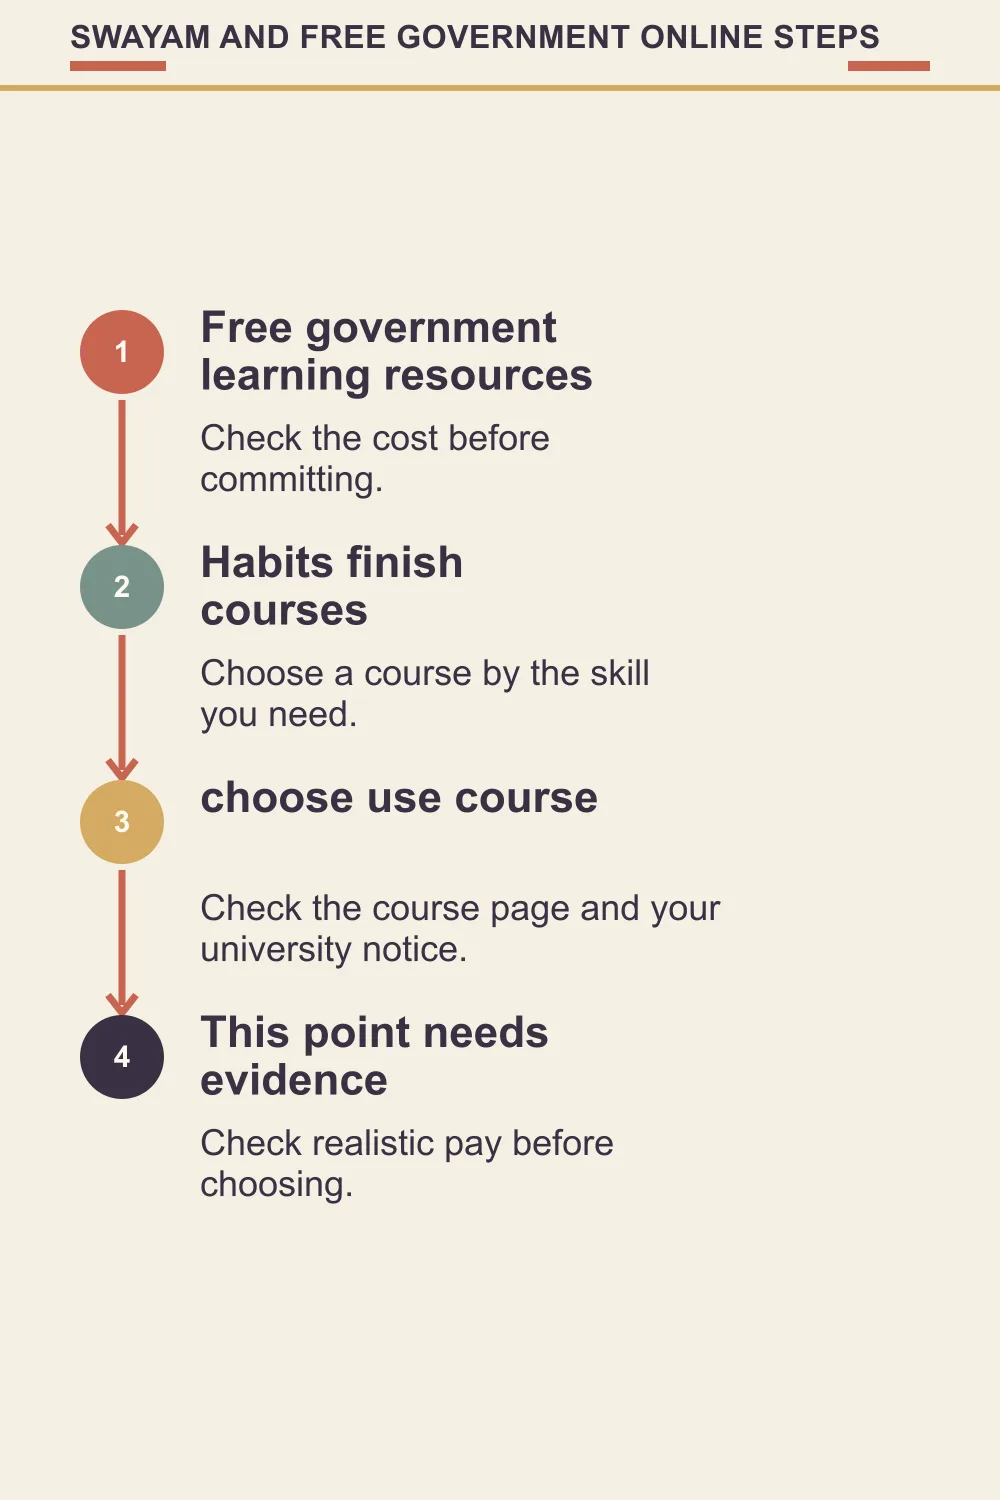 SWAYAM AND FREE GOVERNMENT ONLINE STEPS
1
Free government
learning resources
Check the cost before
committing.
2
Habits finish
courses
Choose a course by the skill
you need.
3
choose use course
Check the course page and your
university notice.
4
This point needs
evidence
Check realistic pay before
choosing.